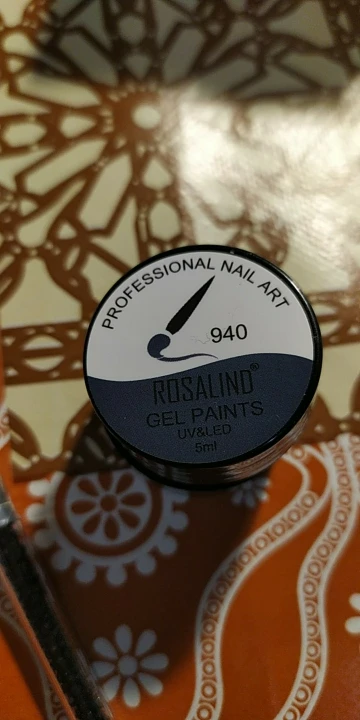 PROFESSIONAL NAIL ART
940
ROSALIND®
GEL PAINTS
UV&LED
5ml